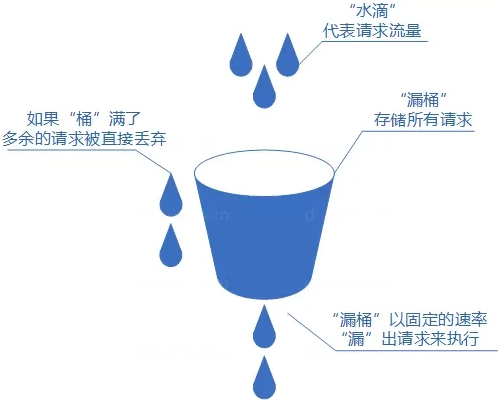 “水滴”
代表请求流量
“漏桶”
存储所有请求
如果“桶”满了
多余的请求被直接丢弃
“漏桶”以固定的速率
“漏”出请求来执行